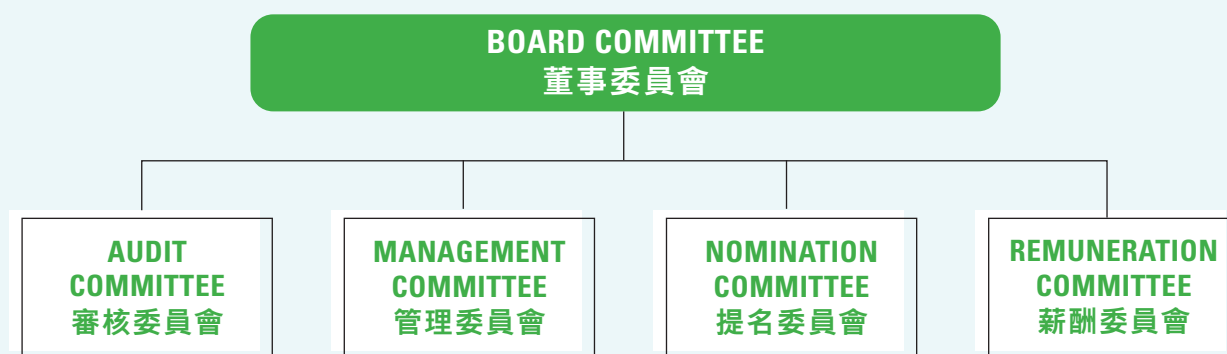 BOARD COMMITTEE
董事委員會
AUDIT
COMMITTEE
審核委員會
MANAGEMENT
COMMITTEE
管理委員會
NOMINATION
COMMITTEE
提名委員會
REMUNERATION
COMMITTEE
薪酬委員會